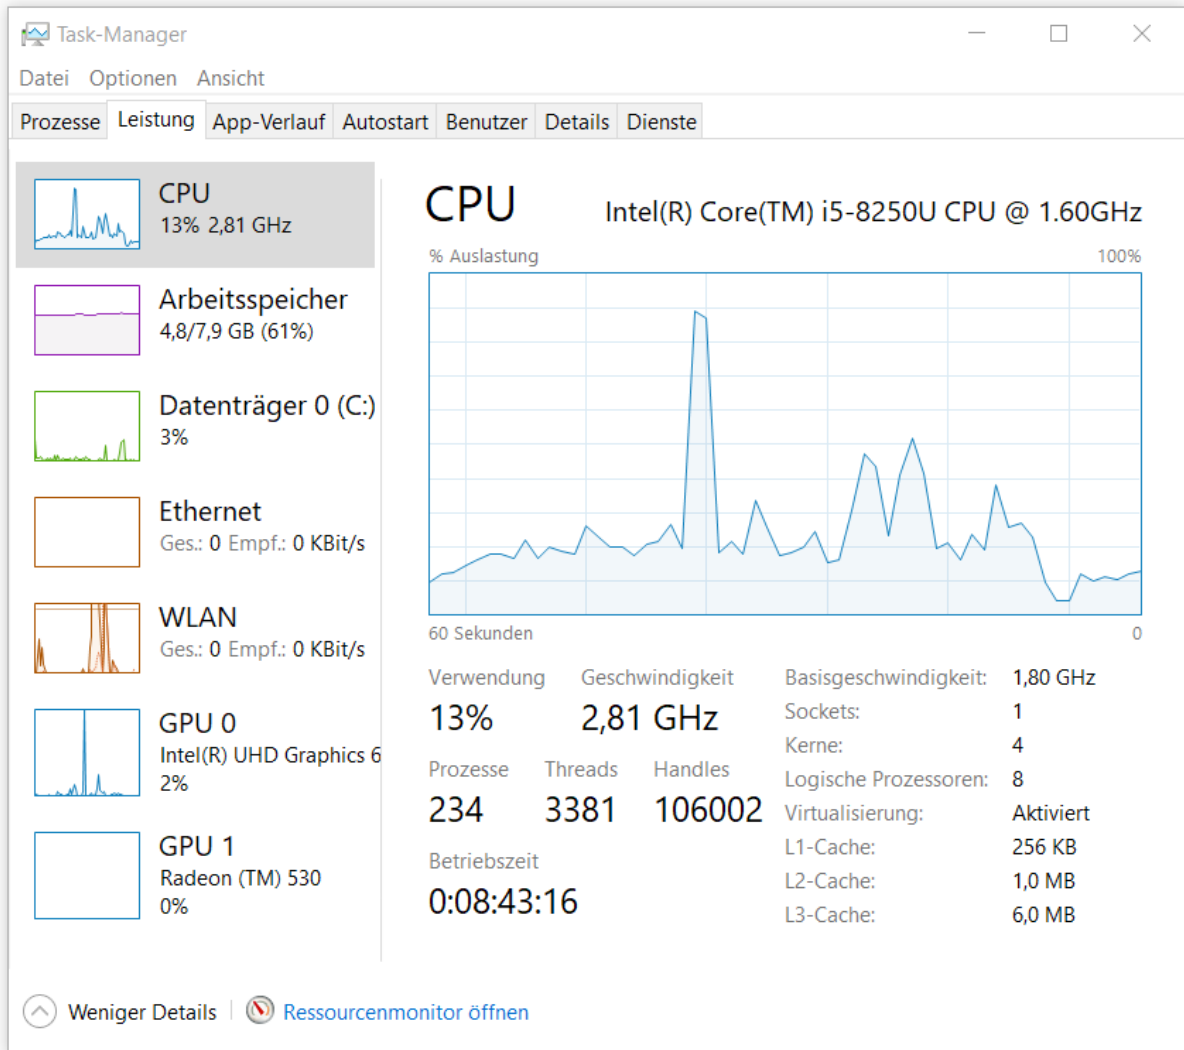 Task-Manager
Datei Optionen Ansicht
Prozesse Leistung App-Verlauf Autostart Benutzer Details Dienste
CPU
13% 2,81 GHz
Arbeitsspeicher
4,8/7,9 GB (61%)
Datenträger 0 (C:)
3%
Ethernet
Ges.: 0 Empf.: 0 KBit/s
WLAN
Ges.: 0 Empf.: 0 KBit/s
GPU 0
Intel(R) UHD Graphics 6
2%
GPU 1
Radeon (TM) 530
0%
CPU Intel(R) Core(TM) i5-8250U CPU @ 1.60GHz
% Auslastung 100%
60 Sekunden 0
Verwendung Geschwindigkeit
13% 2,81 GHz
Prozesse Threads Handles
234 3381 106002
Betriebszeit
0:08:43:16
Basisgeschwindigkeit: 1,80 GHz
Sockets: 1
Kerne: 4
Logische Prozessoren: 8
Virtualisierung: Aktiviert
L1-Cache: 256 KB
L2-Cache: 1,0 MB
L3-Cache: 6,0 MB
Weniger Details Ressourcenmonitor öffnen